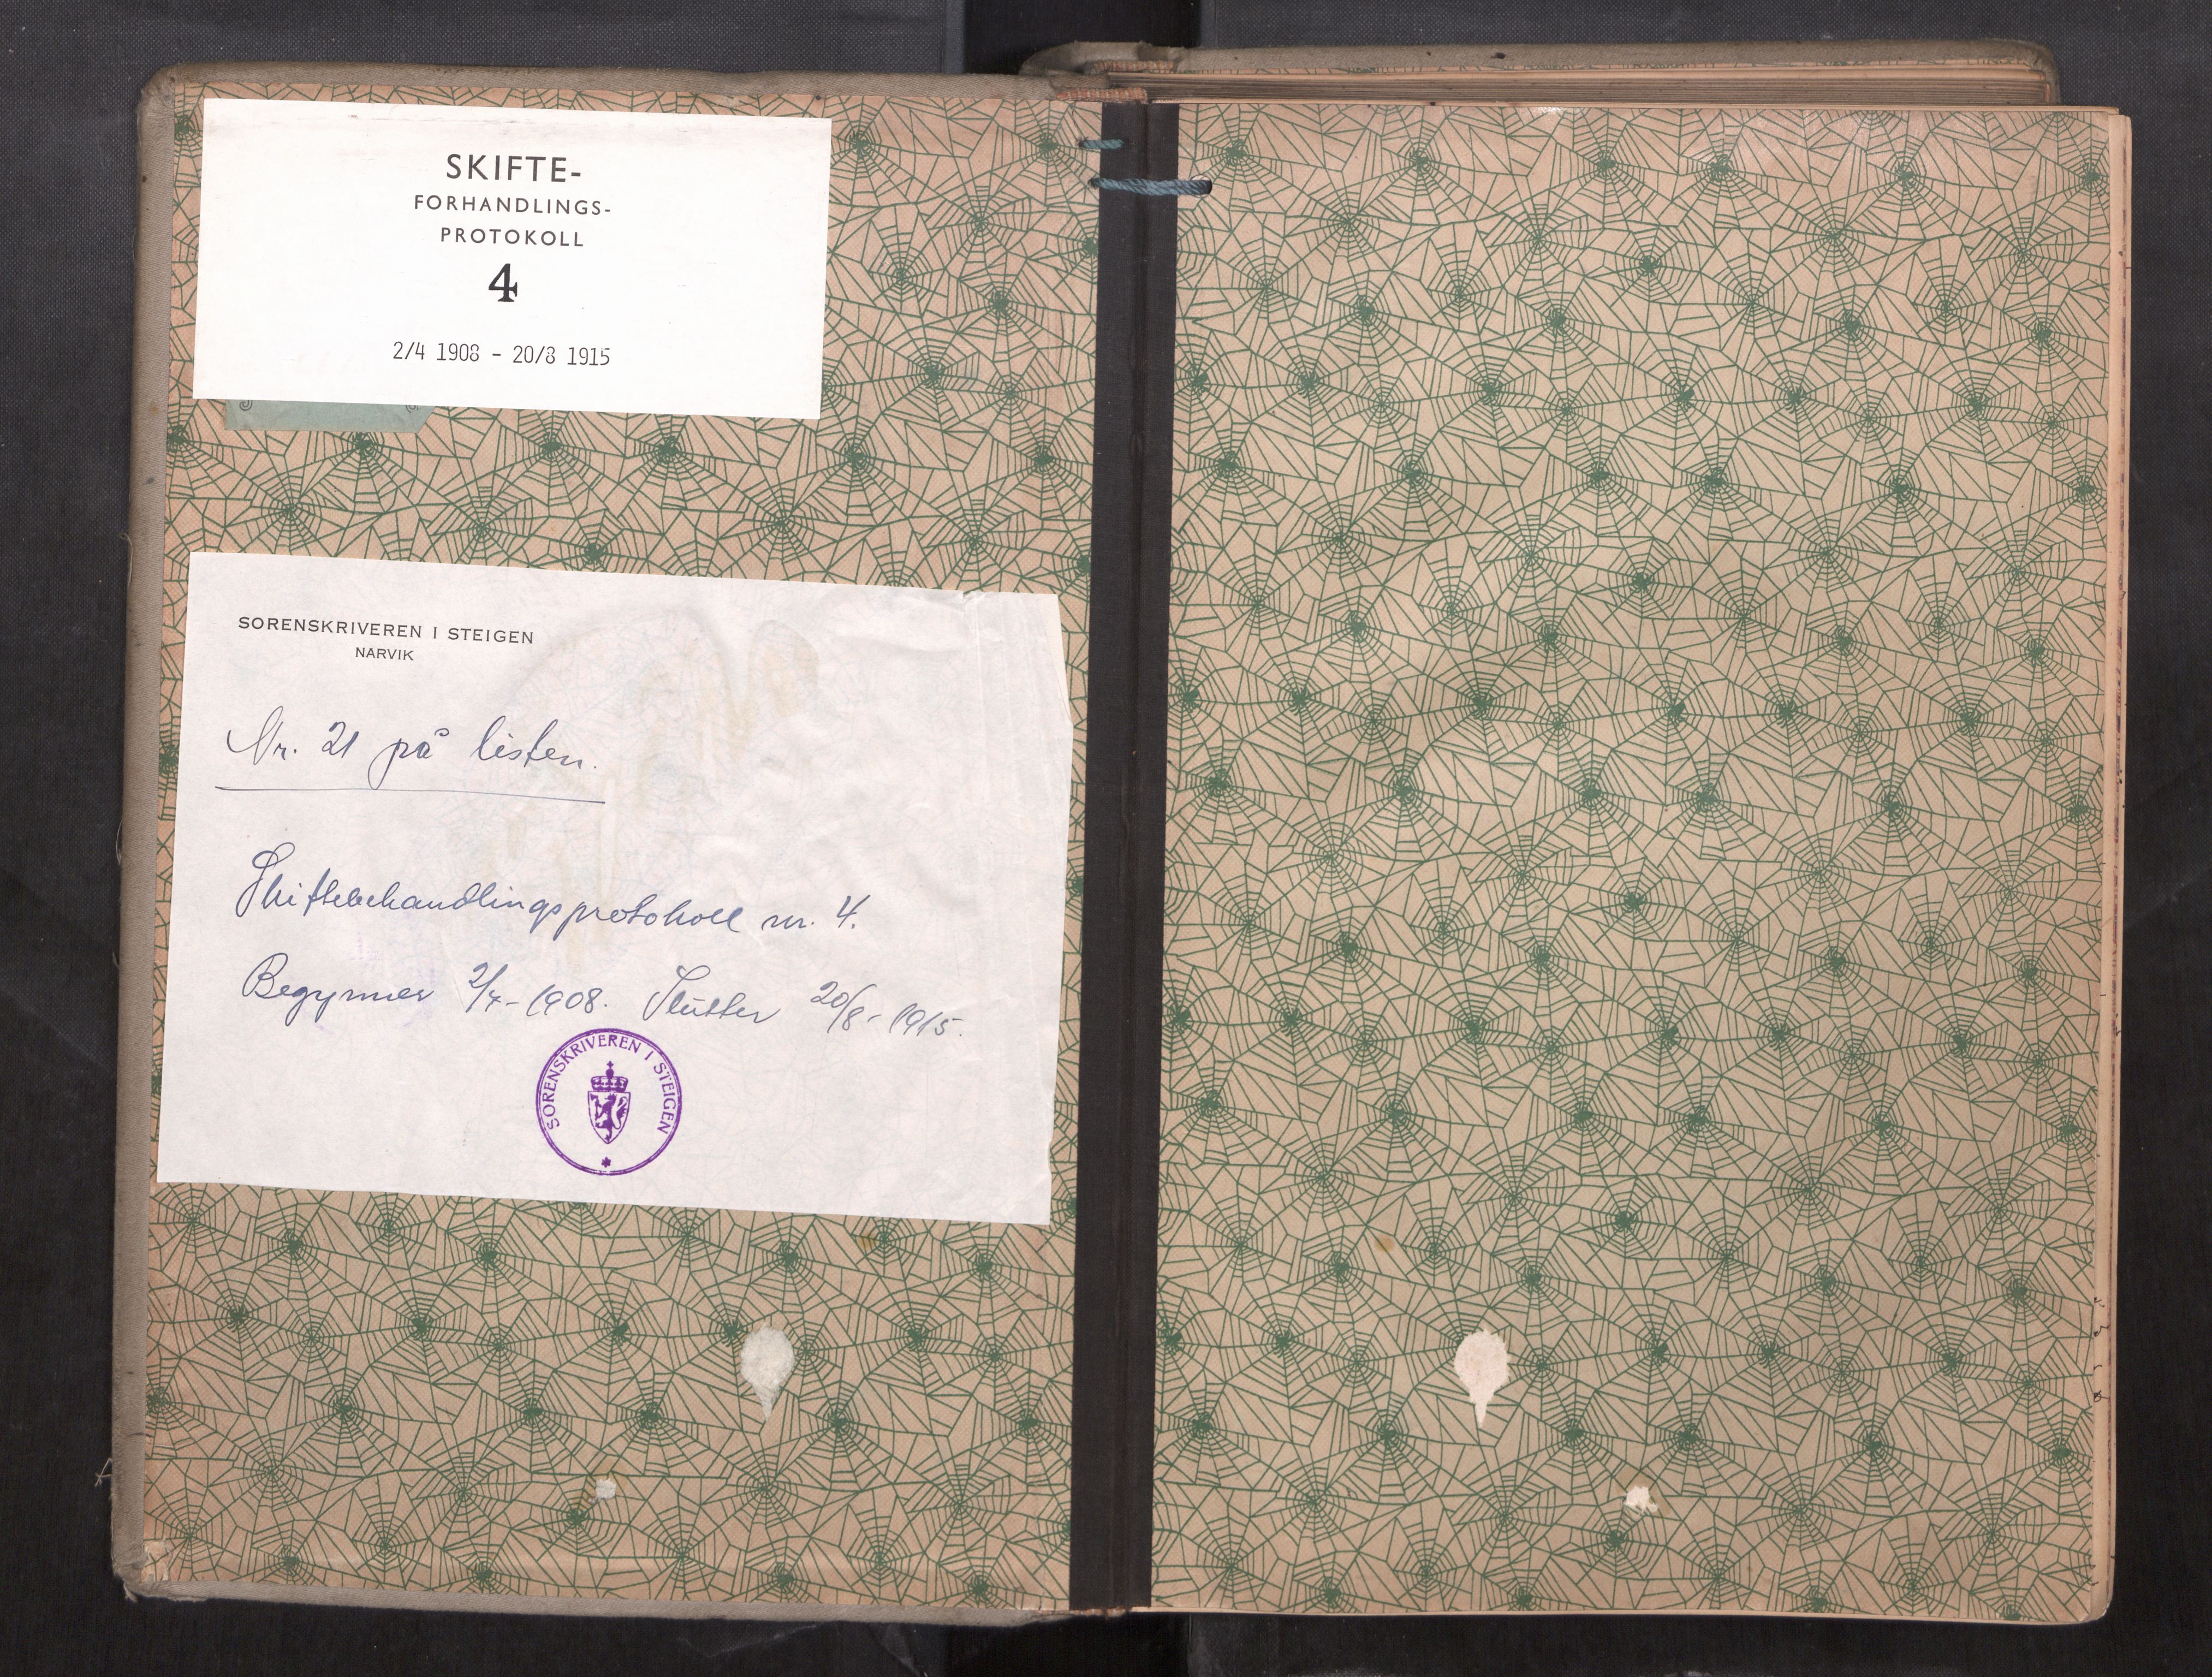 SKIFTE-
FORHANDLINGS-
PROTOKOLL
4
2/4 1908 - 20/8 1915
SORENSKRIVEREN I STEIGEN
NARVIK
Nr. 21 på listen.
Skiftebehandlingsprotokoll nr. 4.
Begynner 2/4-1908. Slutter 20/8-1915.
SORENSKRIVEREN I STEIGEN